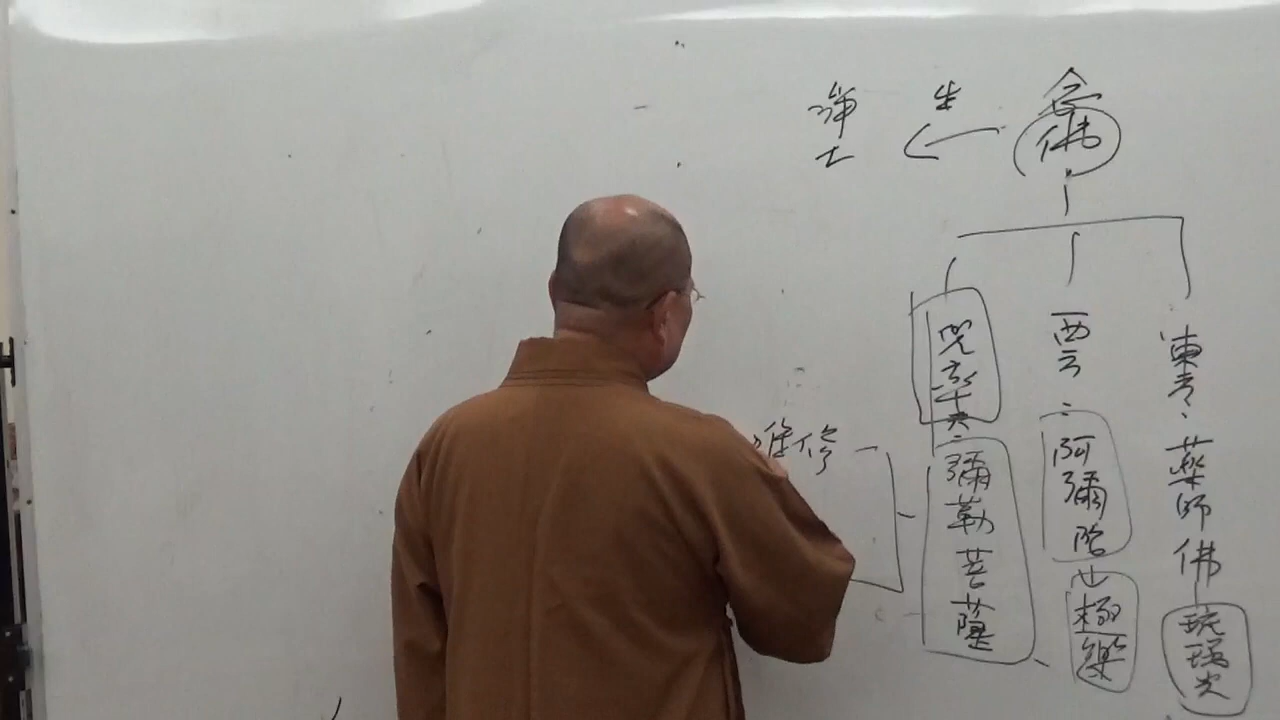 念佛
生
淨土
東方、藥師佛
琉璃光
西方
阿彌陀
極樂
兜率天
彌勒菩薩
唯修